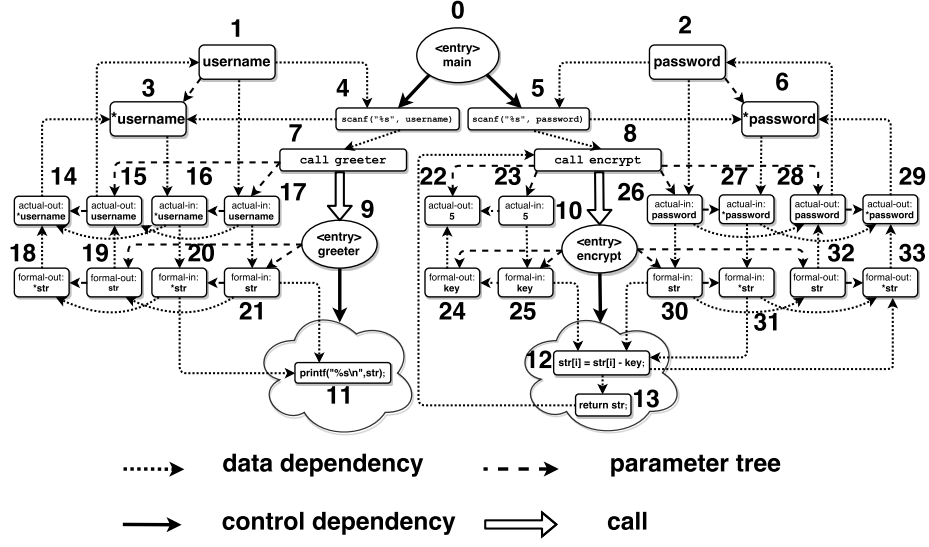 0
1
2
<entry>
main
username
password
3
4
5
6
*username
scanf("%s", username)
scanf("%s", password)
*password
7
8
call greeter
call encrypt
14
15
16
17
22
23
26
27
28
29
actual-out:
*username
actual-out:
username
actual-in:
*username
actual-in:
username
9
actual-out:
5
actual-in:
5
10
actual-in:
password
actual-in:
*password
actual-out:
password
actual-out:
*password
18
19
20
<entry>
greeter
<entry>
encrypt
32
33
formal-out:
*str
formal-out:
str
formal-in:
*str
formal-in:
str
formal-out:
key
formal-in:
key
formal-in:
str
formal-in:
*str
formal-out:
str
formal-out:
*str
21
24
25
30
31
printf("%s\n",str);
11
12
str[i] = str[i] - key;
return str;
13
data dependency
parameter tree
control dependency
call